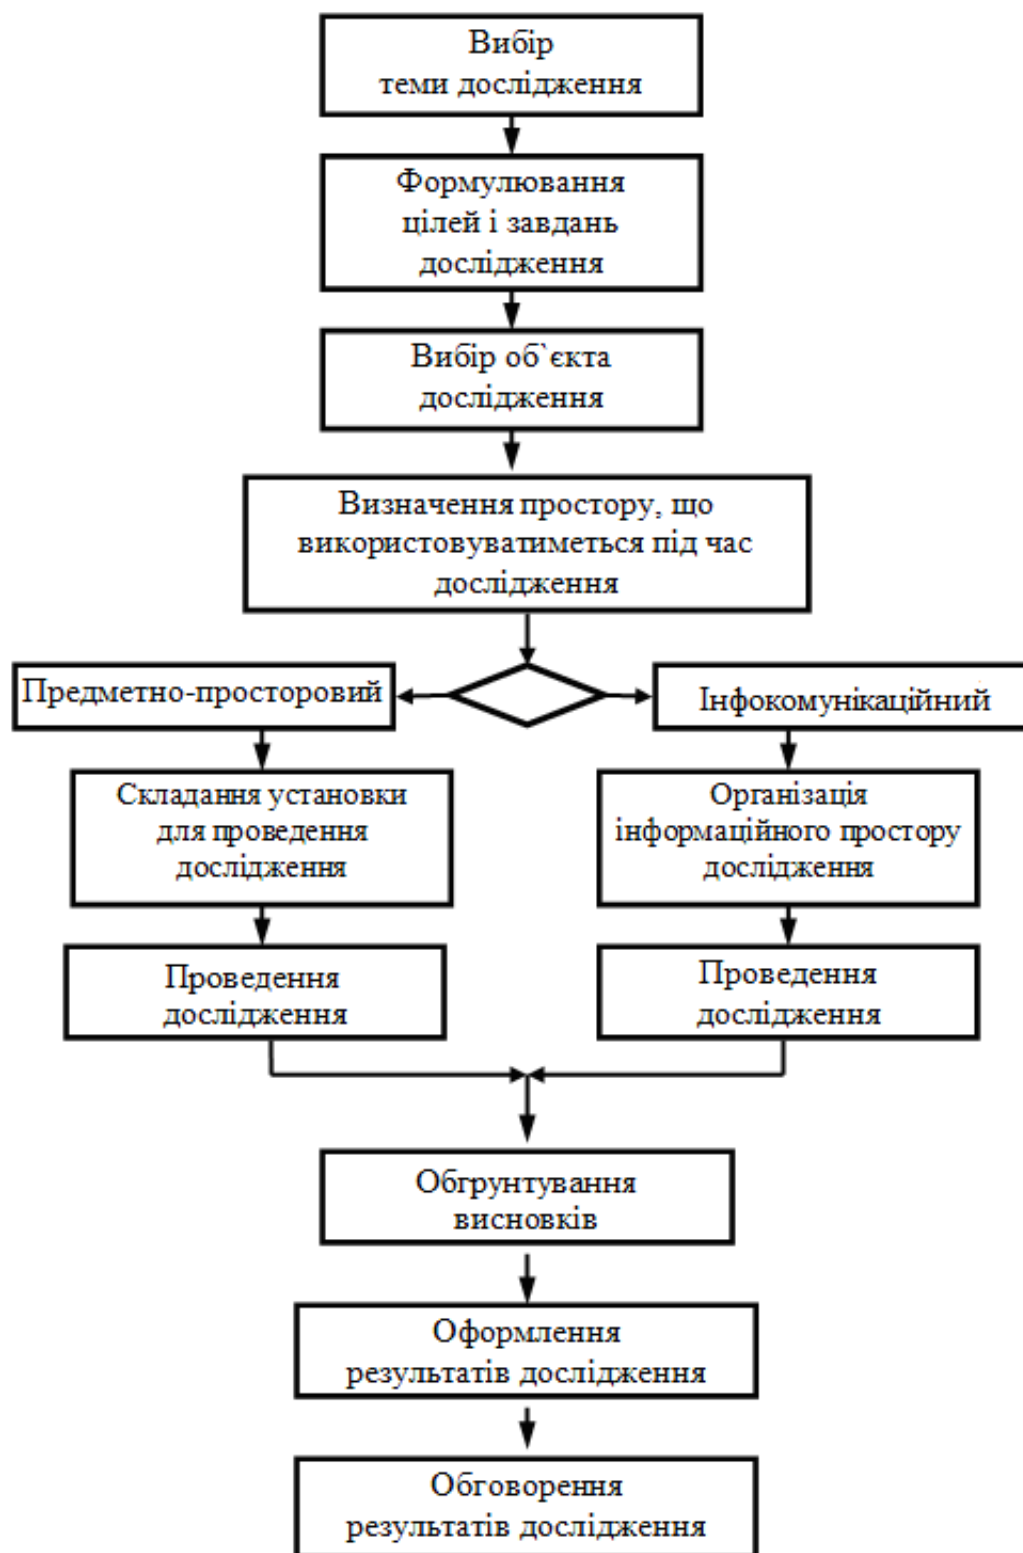 Вибір
теми дослідження
Формулювання
цілей і завдань
дослідження
Вибір об`єкта
дослідження
Визначення простору, що
використовуватиметься під час
дослідження
Предметно-просторовий
Інфокомунікаційний
Складання установки
для проведення
дослідження
Організація
інформаційного простору
дослідження
Проведення
дослідження
Проведення
дослідження
Обгрунтування
висновків
Оформлення
результатів дослідження
Обговорення
результатів дослідження